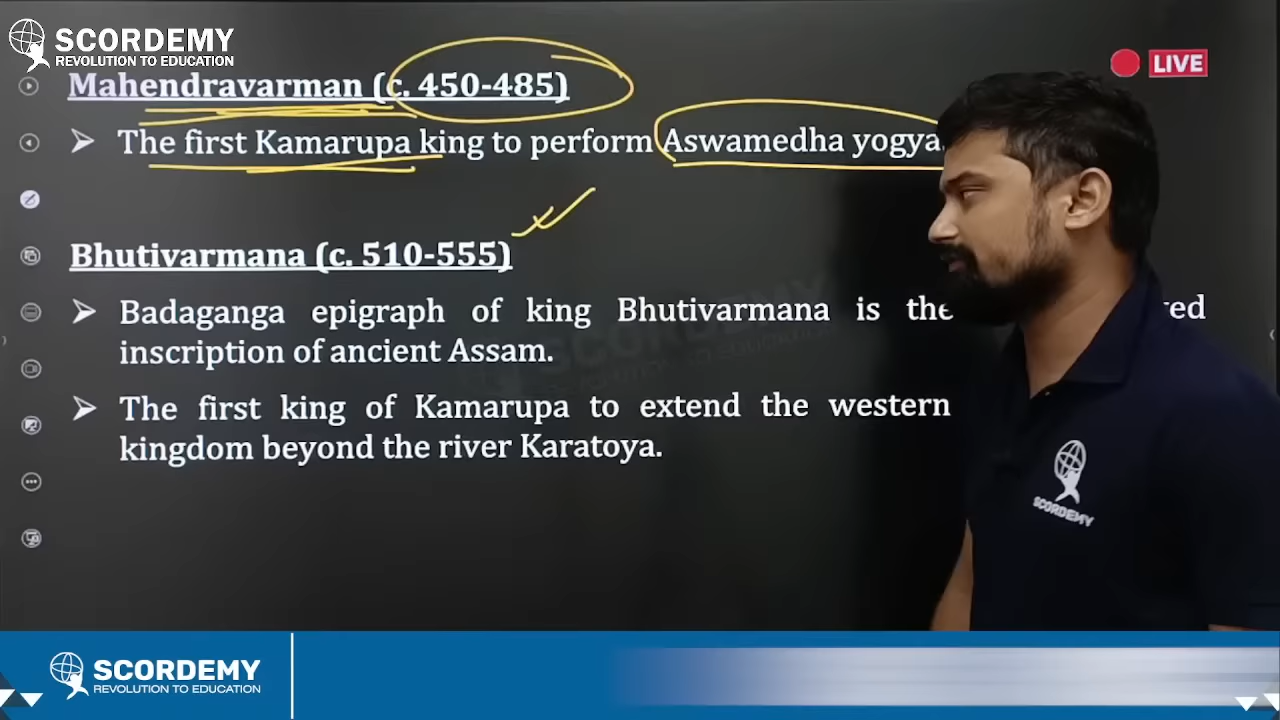 SCORDEMY
REVOLUTION TO EDUCATION
LIVE
Mahendravarman (c. 450-485)
➤ The first Kamarupa king to perform Aswamedha yogya
Bhutivarmana (c. 510-555)
➤ Badaganga epigraph of king Bhutivarmana is the
inscription of ancient Assam.
➤ The first king of Kamarupa to extend the western
kingdom beyond the river Karatoya.
SCORDEMY
SCORDEMY
SCORDEMY
REVOLUTION TO EDUCATION